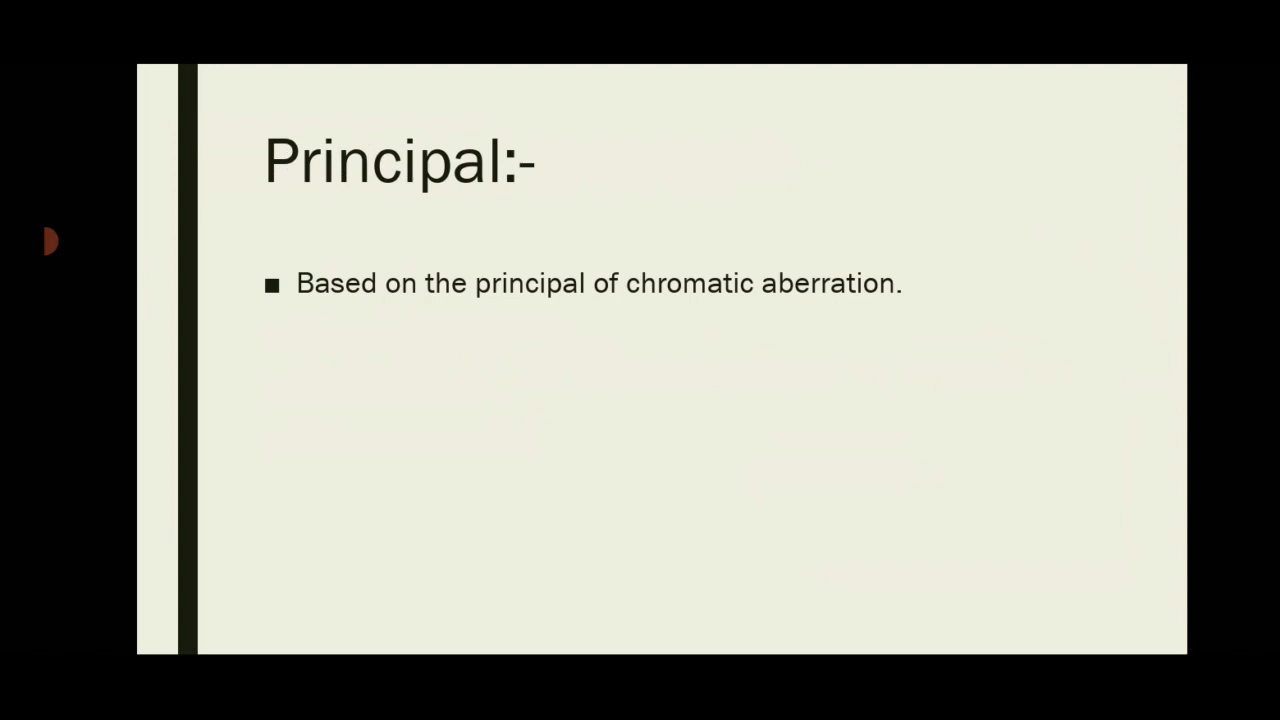 Principal:-
Based on the principal of chromatic aberration.